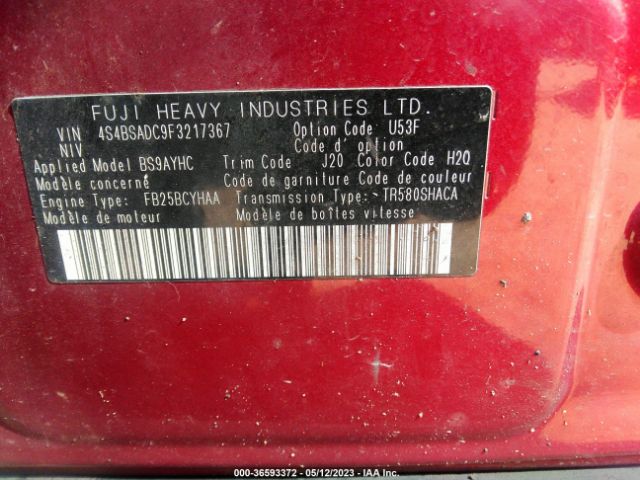 FUJI HEAVY INDUSTRIES LTD.
VIN 4S4BSADC9F3217367 Option Code U53F
NIV Code d' option
Applied Model BS9AYHC Trim Code J20 Color Code H2Q
Modèle concerné Code de garniture Code de couleur
Engine Type: FB25BCYHAA Transmission Type: TR580SHACA
Modèle de moteur Modèle de boîtes vitesse
000-36593372 - 05/12/2023 - IAA Inc.